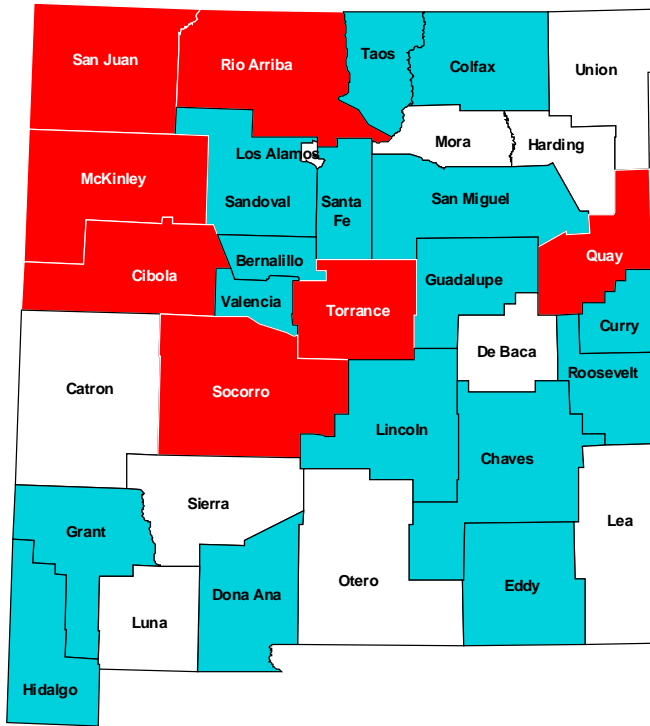 San Juan
Rio Arriba
Taos
Colfax
Union
Mora
Harding
Los Alamos
McKinley
Sandoval
Santa
Fe
San Miguel
Bernalillo
Cibola
Quay
Guadalupe
Valencia
Torrance
Curry
De Baca
Roosevelt
Catron
Socorro
Lincoln
Chaves
Sierra
Lea
Grant
Otero
Eddy
Dona Ana
Luna
Hidalgo